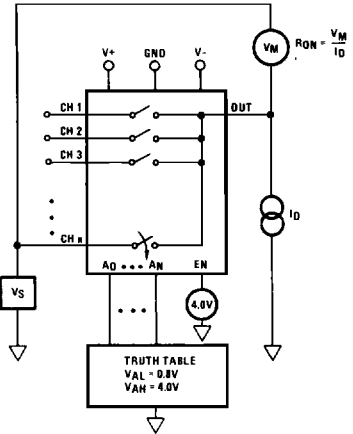 V+ GND V-
VM
RON = VM / ID
CH 1
OUT
CH 2
CH 3
ID
CH n
A0 ••• AN EN
VS
4.0V
TRUTH TABLE
VAL = 0.8V
VAH = 4.0V